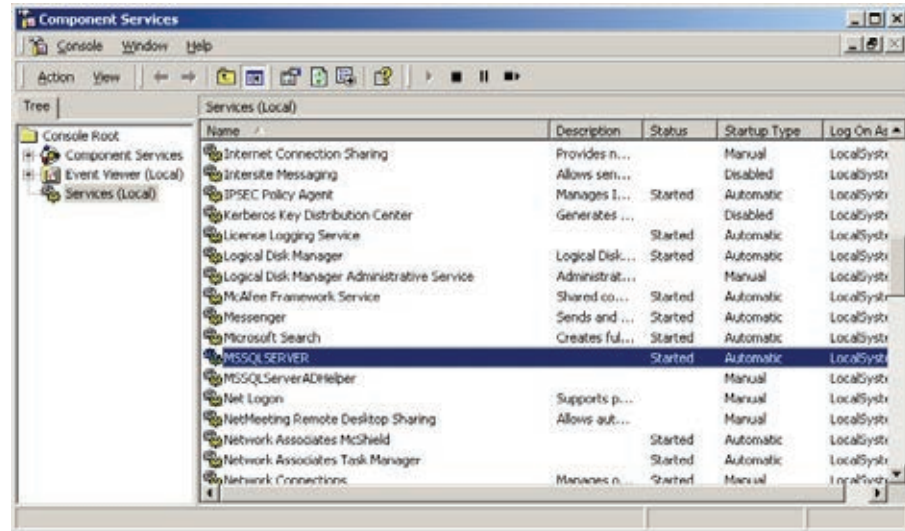 Component Services
Console Window Help
Action View
Tree
Services (Local)
Console Root
Component Services
Event Viewer (Local)
Services (Local)
Name Description Status Startup Type Log On As
Internet Connection Sharing Provides n... Manual LocalSyste
Intersite Messaging Allows sen... Disabled LocalSyste
IPSEC Policy Agent Manages I... Started Automatic LocalSyste
Kerberos Key Distribution Center Generates ... Disabled LocalSyste
License Logging Service Started Automatic LocalSyste
Logical Disk Manager Logical Disk... Started Automatic LocalSyste
Logical Disk Manager Administrative Service Administrat... Manual LocalSyste
McAfee Framework Service Shared co... Started Automatic LocalSyste
Messenger Sends and ... Started Automatic LocalSyste
Microsoft Search Creates ful... Started Automatic LocalSyste
MSSQLSERVER Started Automatic LocalSyste
MSSQLServerADHelper Manual LocalSyste
Net Logon Supports p... Manual LocalSyste
NetMeeting Remote Desktop Sharing Allows aut... Manual LocalSyste
Network Associates McShield Started Automatic LocalSyste
Network Associates Task Manager Started Automatic LocalSyste
Network Connections Manages n... Started Manual LocalSyste